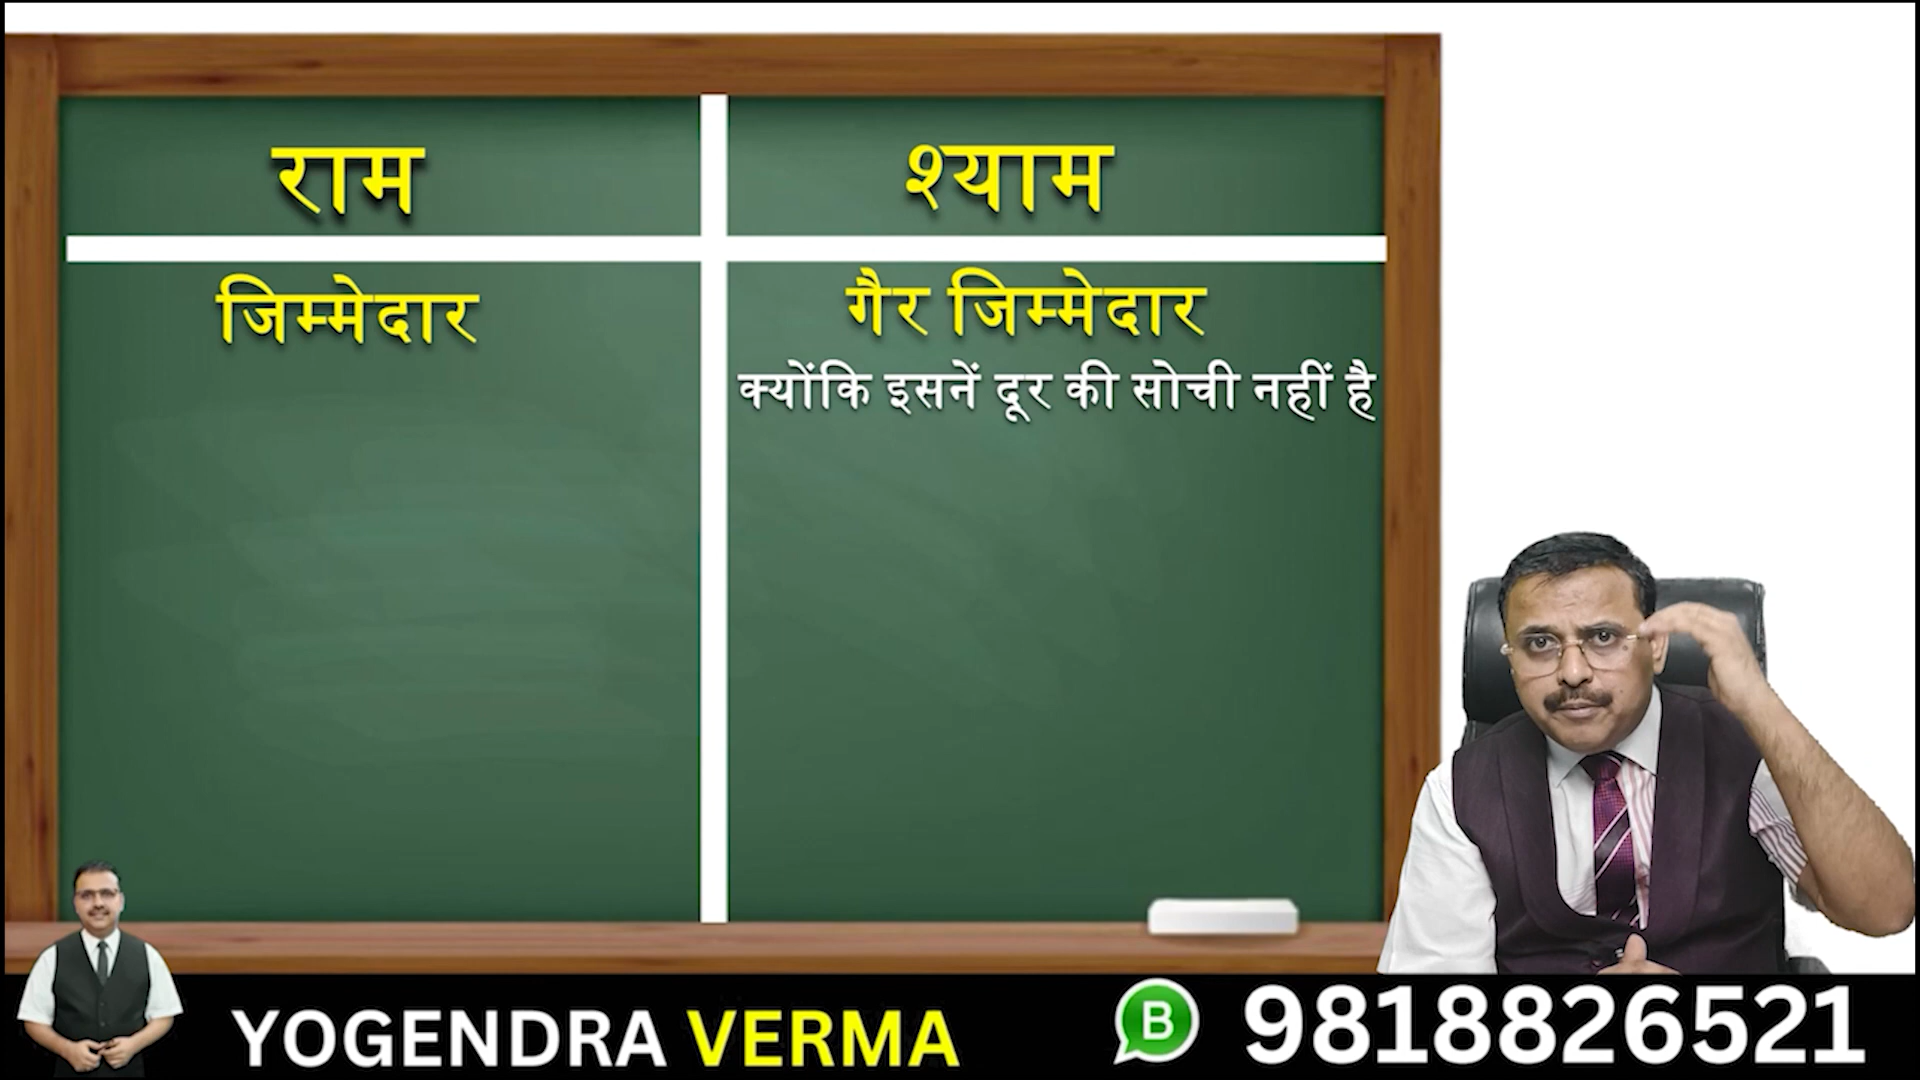 राम
श्याम
जिम्मेदार
गैर जिम्मेदार
क्योंकि इसनें दूर की सोची नहीं है
YOGENDRA VERMA
B 9818826521